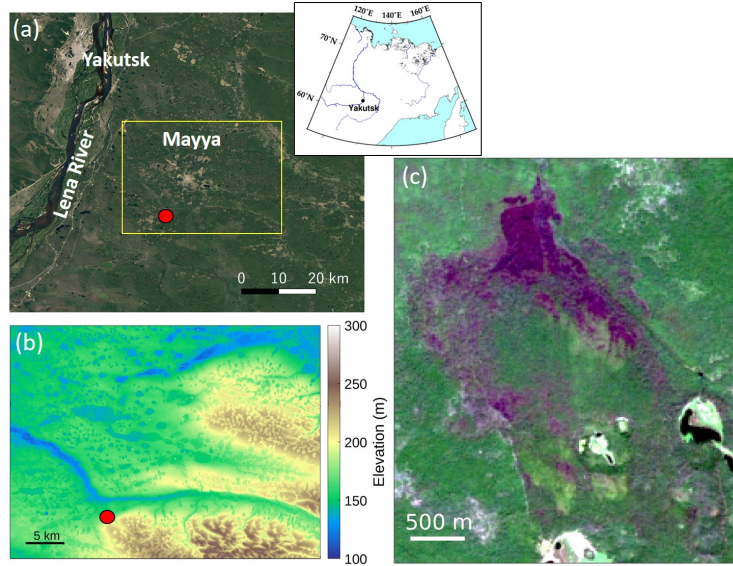 (a)
Yakutsk
Mayya
Lena River
0 10 20 km
120°E 140°E 160°E
70°N
60°N
Yakutsk
(b)
5 km
300
250
200
150
100
Elevation (m)
(c)
500 m